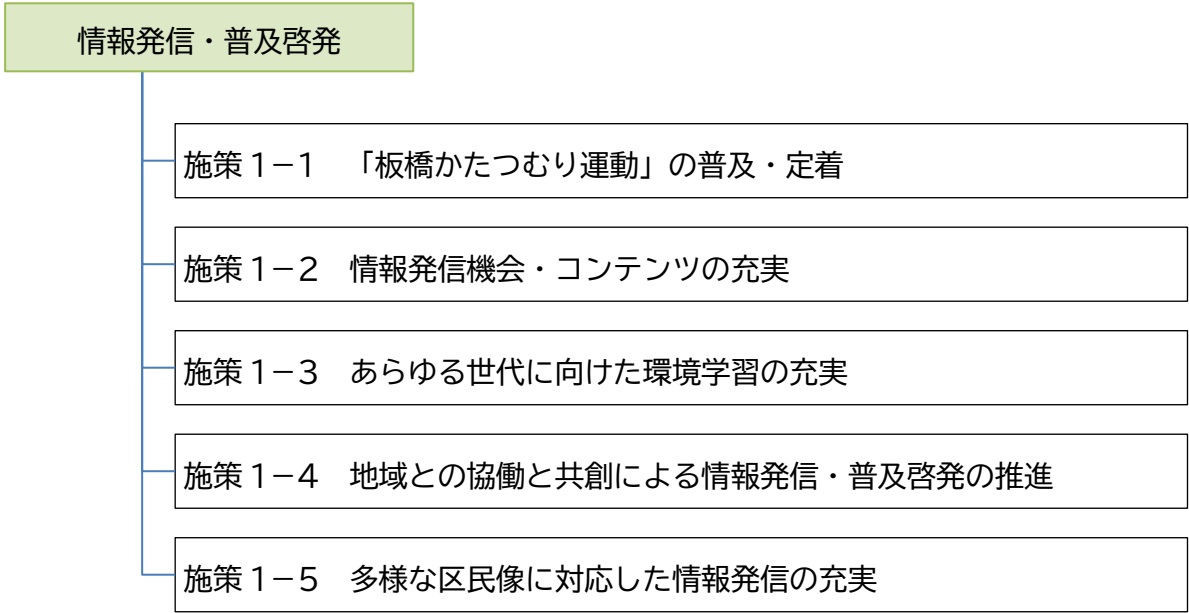 情報発信・普及啓発
施策１－１　「板橋かたつむり運動」の普及・定着
施策１－２　情報発信機会・コンテンツの充実
施策１－３　あらゆる世代に向けた環境学習の充実
施策１－４　地域との協働と共創による情報発信・普及啓発の推進
施策１－５　多様な区民像に対応した情報発信の充実